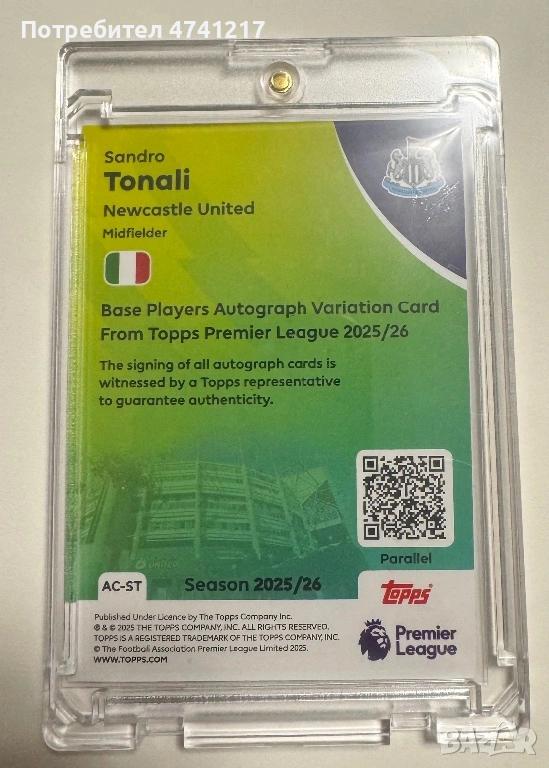 Потребител 4741217
Sandro
Tonali
Newcastle United
Midfielder
Base Players Autograph Variation Card
From Topps Premier League 2025/26
The signing of all autograph cards is
witnessed by a Topps representative
to guarantee authenticity.
Parallel
AC-ST
Season 2025/26
topps
Published Under Licence by The Topps Company Inc.
® & © 2025 THE TOPPS COMPANY, INC. ALL RIGHTS RESERVED.
TOPPS IS A REGISTERED TRADEMARK OF THE TOPPS COMPANY, INC.
© The Football Association Premier League Limited 2025.
WWW.TOPPS.COM
Premier
League
BAZAR